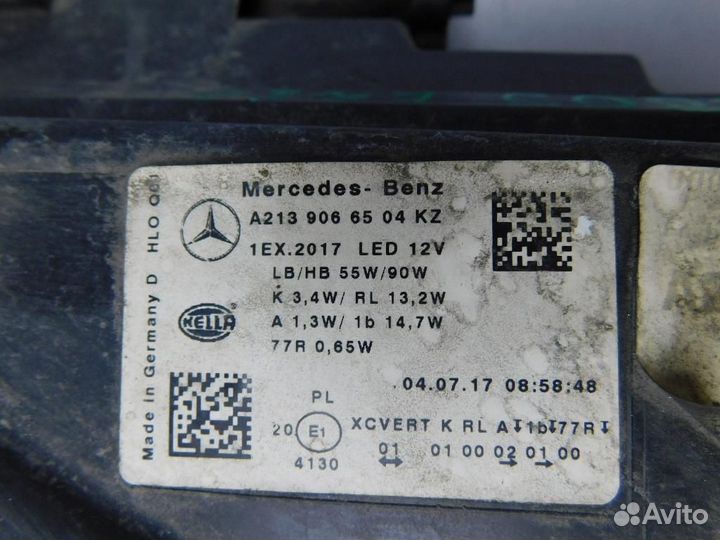 Mercedes- Benz
A213 906 65 04 KZ
1EX.2017 LED 12V
LB/HB 55W/90W
K 3,4W/ RL 13,2W
A 1,3W/ 1b 14,7W
77R 0,65W
HELLA
Made in Germany D HLO Q01
04.07.17 08:58:48
PL
20 E1 XCVERT K RL A 1b 77R
4130 01 01 00 02 01 00
Avito